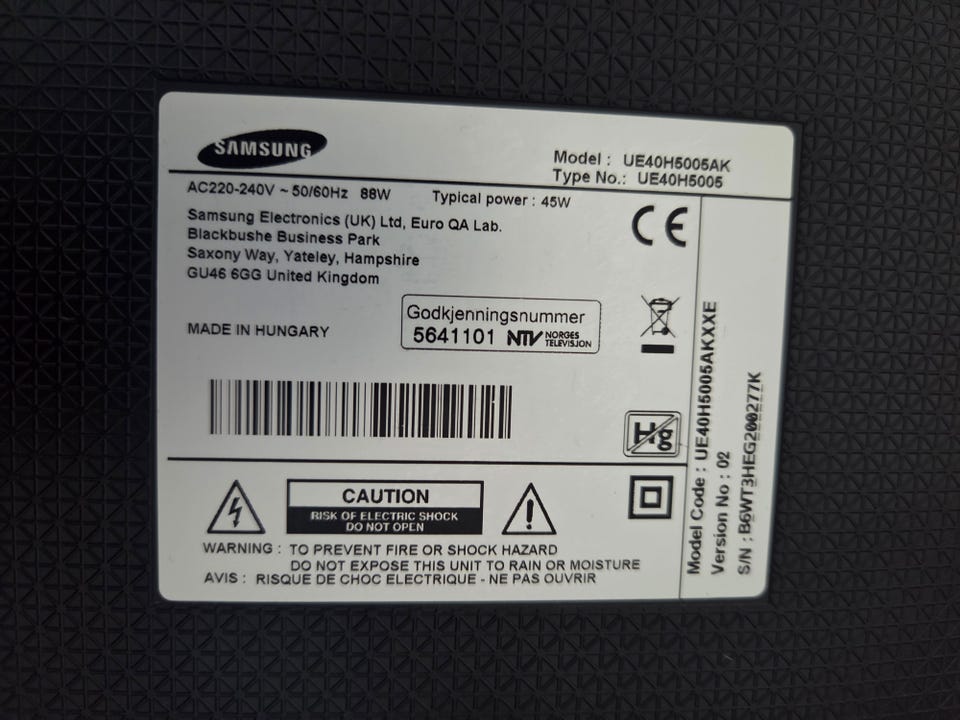 SAMSUNG
Model : UE40H5005AK
Type No.: UE40H5005
AC220-240V ~ 50/60Hz 88W Typical power : 45W
Samsung Electronics (UK) Ltd, Euro QA Lab.
Blackbushe Business Park
Saxony Way, Yateley, Hampshire
GU46 6GG United Kingdom
CE
MADE IN HUNGARY
Godkjenningsnummer
5641101 NTV NORGES
TELEVISJON
Hg
CAUTION
RISK OF ELECTRIC SHOCK
DO NOT OPEN
WARNING : TO PREVENT FIRE OR SHOCK HAZARD
DO NOT EXPOSE THIS UNIT TO RAIN OR MOISTURE
AVIS : RISQUE DE CHOC ELECTRIQUE - NE PAS OUVRIR
Model Code : UE40H5005AKXXE
Version No : 02
S/N : B6WT3HEG200277K